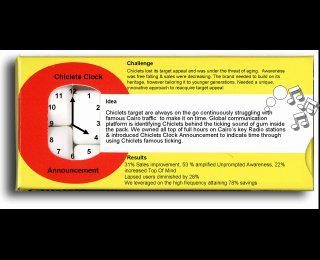 Challenge
Chiclets lost its target appeal and was under the threat of aging. Awareness
was free falling & sales were decreasing. The brand needed to build on its
heritage, however tailoring it to younger generations. Needed a unique,
innovative approach to reacquire target appeal
Chiclets Clock
12
11
1
10
2
9
3
8
4
7
5
6
Idea
Chiclets target are always on the go continuously struggling with
famous Cairo traffic to make it on time. Global communication
platform is identifying Chiclets behind the ticking sound of gum inside
the pack. We owned all top of full hours on Cairo's key Radio stations
& introduced Chiclets Clock Announcement to indicate time through
using Chiclets famous ticking.
Announcement
Results
31% Sales improvement, 53 % amplified Unprompted Awareness, 22%
increased Top Of Mind
Lapsed users diminished by 28%
We leveraged on the high frequency attaining 78% savings